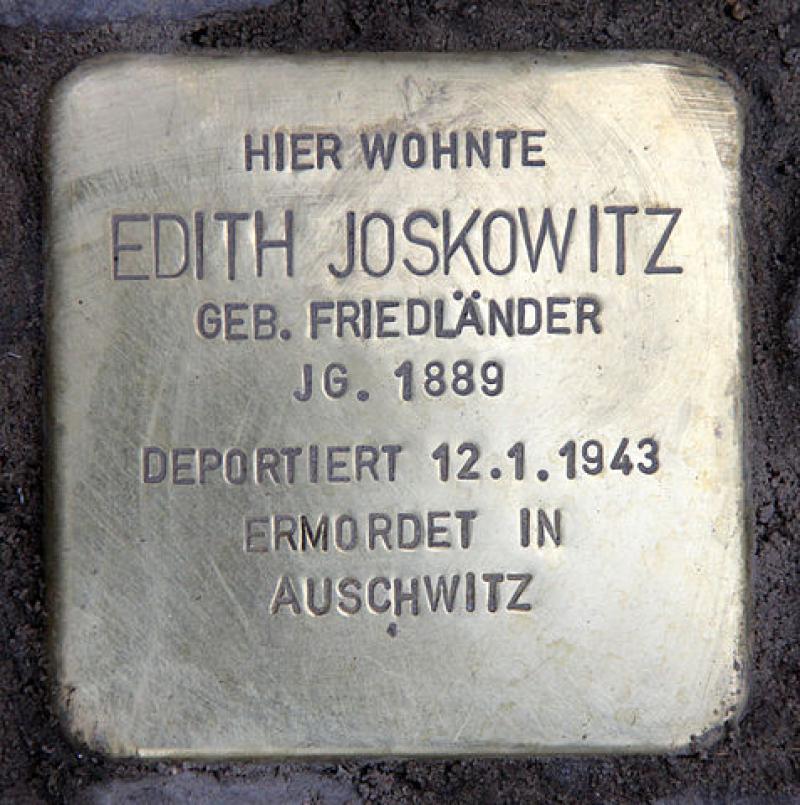 HIER WOHNTE
EDITH JOSKOWITZ
GEB. FRIEDLÄNDER
JG. 1889
DEPORTIERT 12.1.1943
ERMORDET IN
AUSCHWITZ